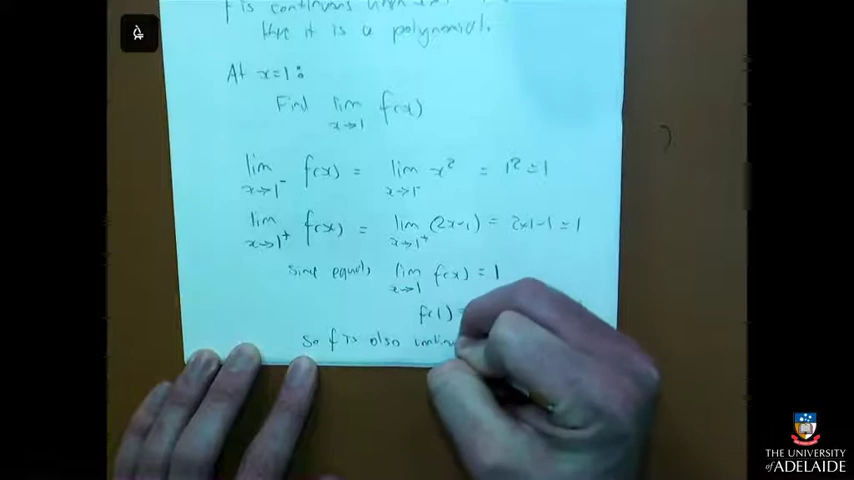 f is continuous when
Here it is a polynomial.
At x=1:
Find lim f(x)
x→1
lim f(x) = lim x² = 1² = 1
x→1⁻ x→1⁻
lim f(x) = lim (2x-1) = 2×1-1 = 1
x→1⁺ x→1⁺
since equal, lim f(x) = 1
x→1
f(1) =
So f is also
THE UNIVERSITY
of ADELAIDE